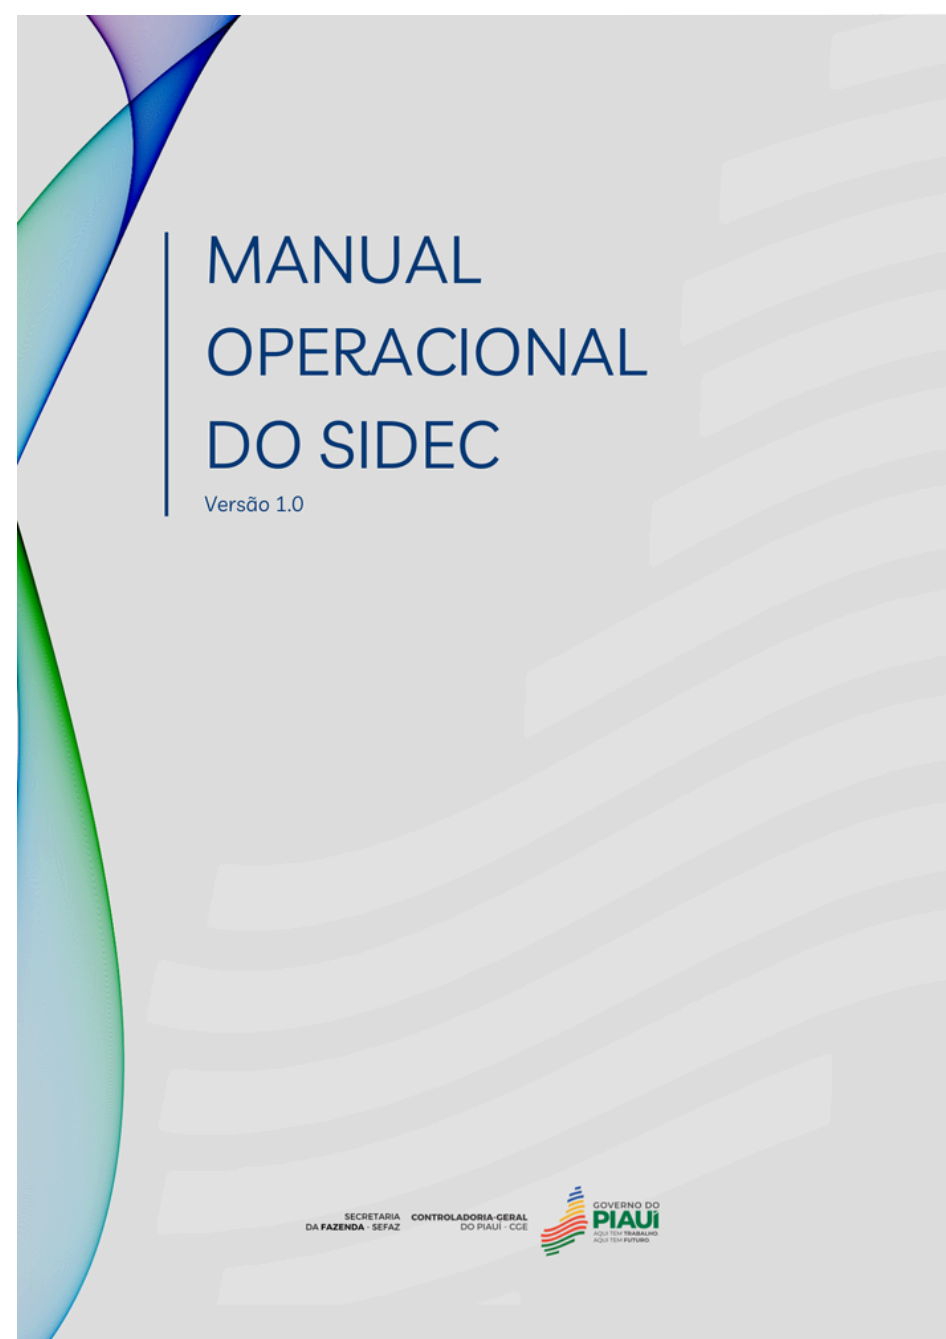 MANUAL
OPERACIONAL
DO SIDEC
Versão 1.0
SECRETARIA
DA FAZENDA - SEFAZ
CONTROLADORIA-GERAL
DO PIAUÍ - CGE
GOVERNO DO
PIAUÍ
AQUI TEM TRABALHO
AQUI TEM FUTURO